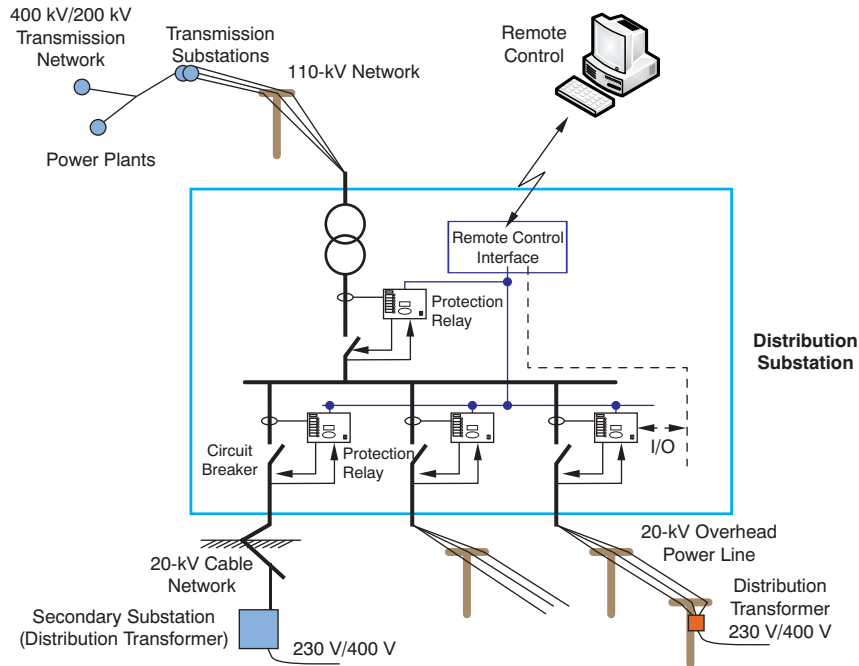 400 kV/200 kV
Transmission
Network
Transmission
Substations
110-kV Network
Remote
Control
Power Plants
Remote Control
Interface
Protection
Relay
Distribution
Substation
Circuit
Breaker
Protection
Relay
I/O
20-kV Cable
Network
20-kV Overhead
Power Line
Secondary Substation
(Distribution Transformer)
230 V/400 V
Distribution
Transformer
230 V/400 V